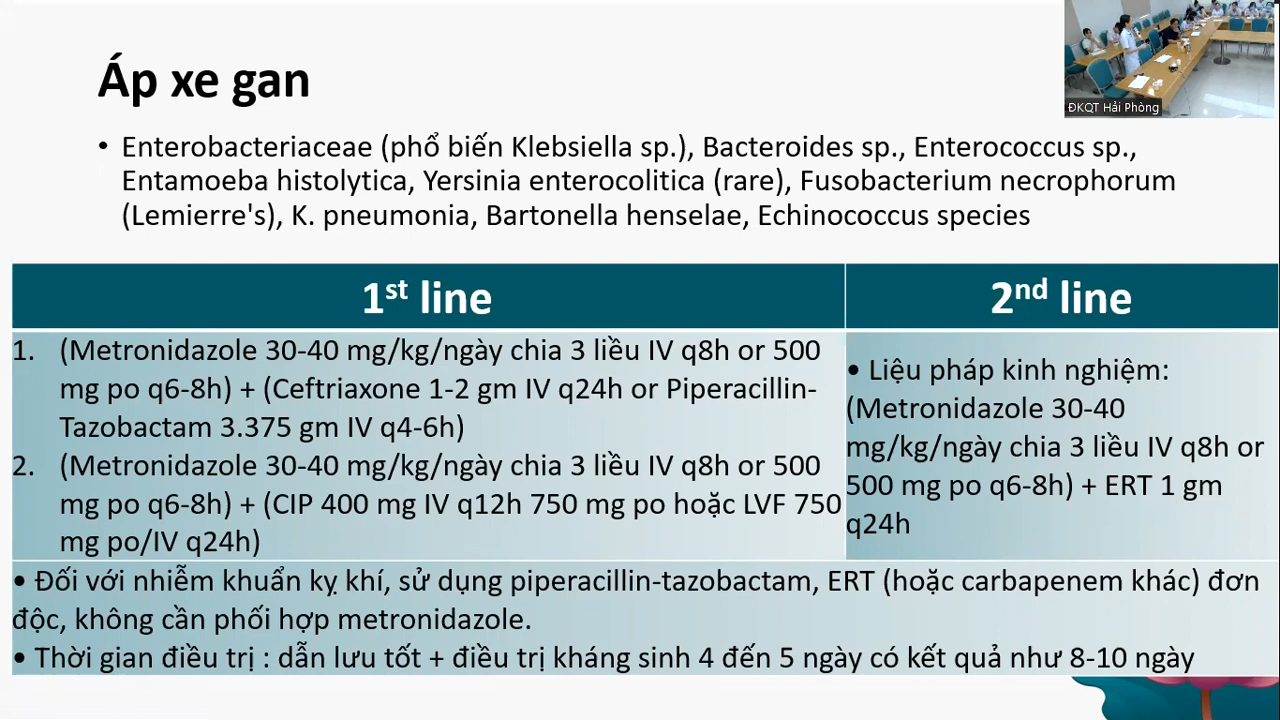 Áp xe gan
ĐKQT Hải Phòng
• Enterobacteriaceae (phổ biến Klebsiella sp.), Bacteroides sp., Enterococcus sp.,
Entamoeba histolytica, Yersinia enterocolitica (rare), Fusobacterium necrophorum
(Lemierre's), K. pneumonia, Bartonella henselae, Echinococcus species
1st line
2nd line
1. (Metronidazole 30-40 mg/kg/ngày chia 3 liều IV q8h or 500
mg po q6-8h) + (Ceftriaxone 1-2 gm IV q24h or Piperacillin-
Tazobactam 3.375 gm IV q4-6h)
2. (Metronidazole 30-40 mg/kg/ngày chia 3 liều IV q8h or 500
mg po q6-8h) + (CIP 400 mg IV q12h 750 mg po hoặc LVF 750
mg po/IV q24h)
• Liệu pháp kinh nghiệm:
(Metronidazole 30-40
mg/kg/ngày chia 3 liều IV q8h or
500 mg po q6-8h) + ERT 1 gm
q24h
• Đối với nhiễm khuẩn kỵ khí, sử dụng piperacillin-tazobactam, ERT (hoặc carbapenem khác) đơn
độc, không cần phối hợp metronidazole.
• Thời gian điều trị : dẫn lưu tốt + điều trị kháng sinh 4 đến 5 ngày có kết quả như 8-10 ngày